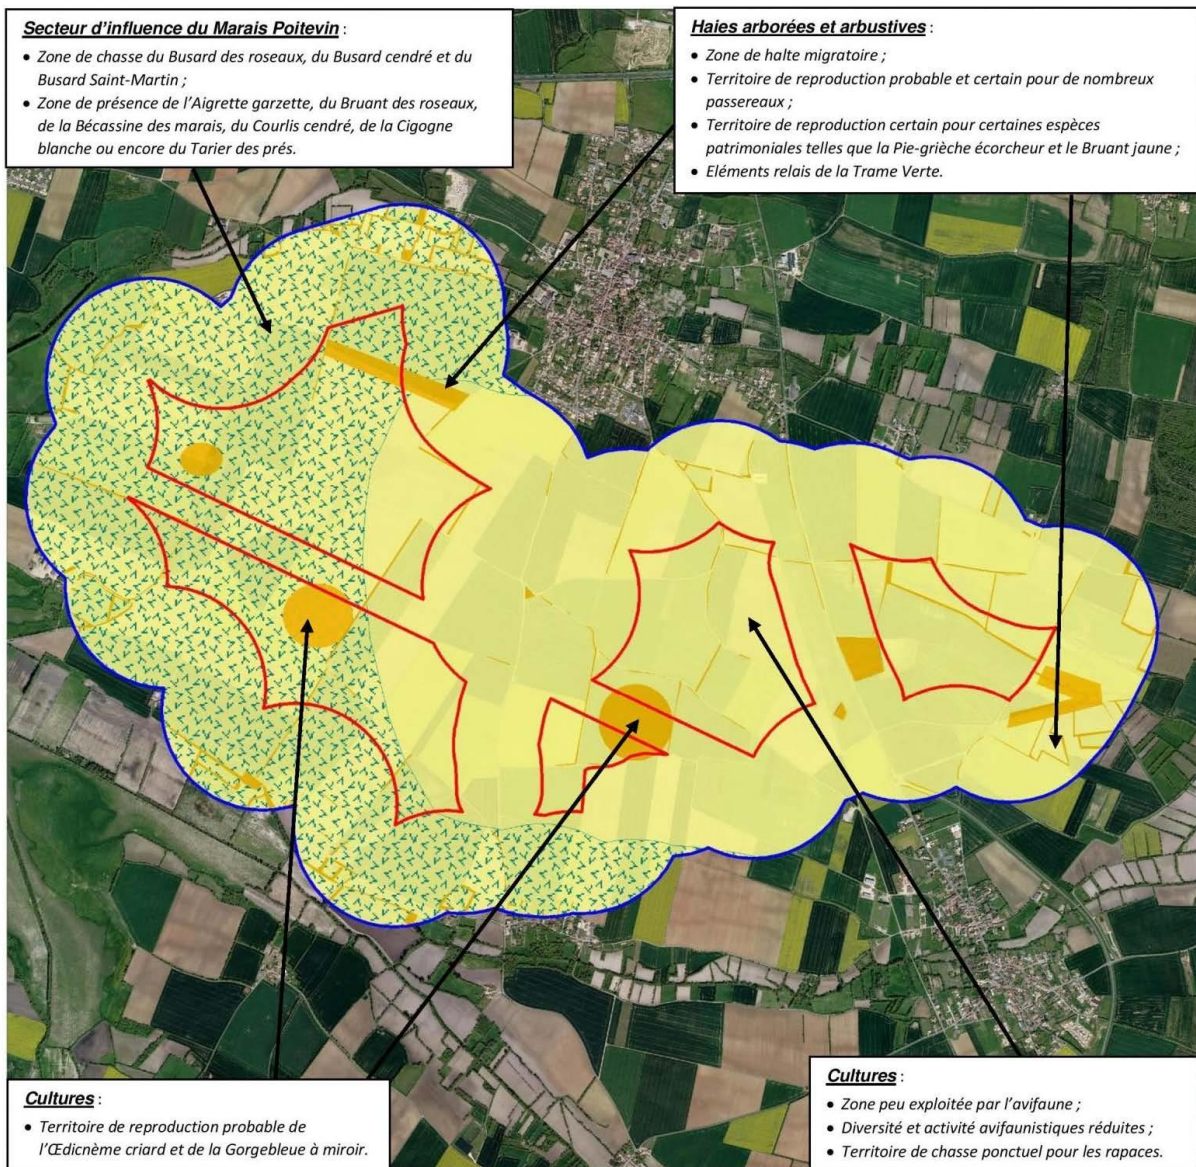 Secteur d'influence du Marais Poitevin :
• Zone de chasse du Busard des roseaux, du Busard cendré et du
Busard Saint-Martin ;
• Zone de présence de l'Aigrette garzette, du Bruant des roseaux,
de la Bécassine des marais, du Courlis cendré, de la Cigogne
blanche ou encore du Tarier des prés.
Haies arborées et arbustives :
• Zone de halte migratoire ;
• Territoire de reproduction probable et certain pour de nombreux
passereaux ;
• Territoire de reproduction certain pour certaines espèces
patrimoniales telles que la Pie-grièche écorcheur et le Bruant jaune ;
• Eléments relais de la Trame Verte.
Cultures :
• Territoire de reproduction probable de
l'Œdicnème criard et de la Gorgebleue à miroir.
Cultures :
• Zone peu exploitée par l'avifaune ;
• Diversité et activité avifaunistiques réduites ;
• Territoire de chasse ponctuel pour les rapaces.